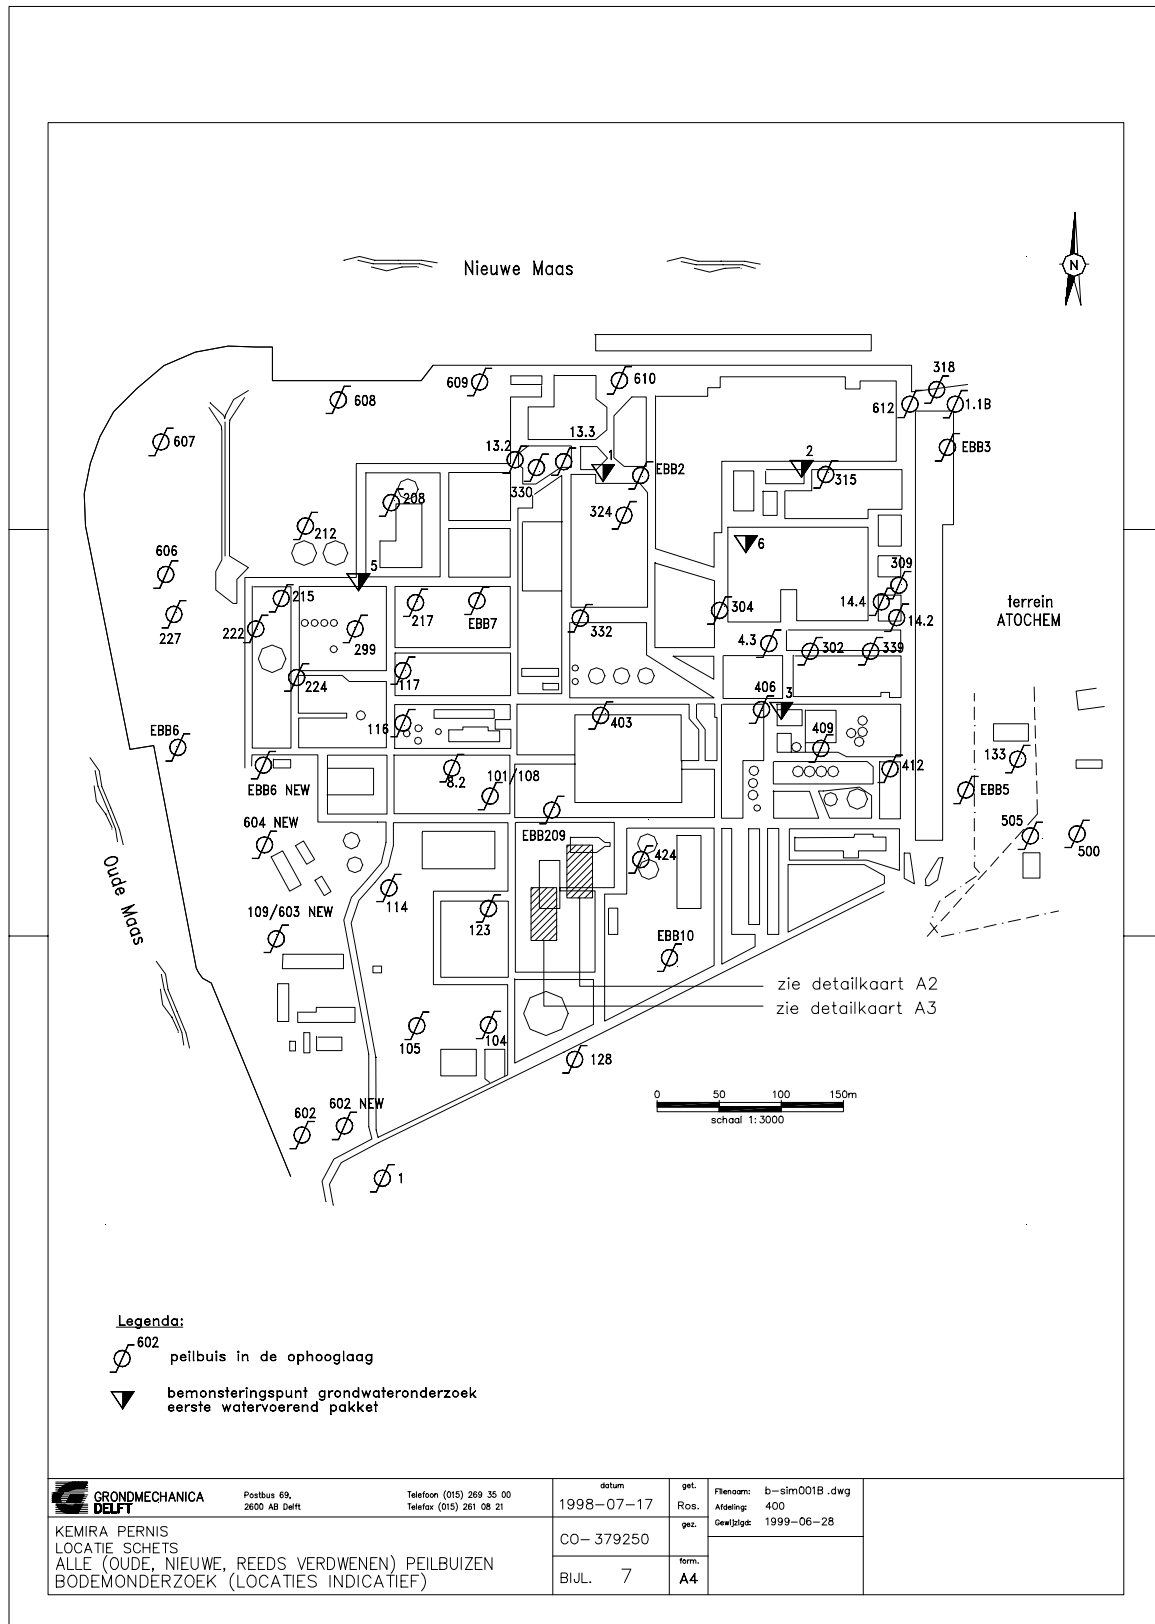 Nieuwe Maas
N
318
609
610
608
612
1.1B
607
13.3
13.2
1
2
EBB3
EBB2
330
315
208
324
212
6
606
5
309
215
14.4
terrein
ATOCHEM
217
EBB7
304
227
222
332
14.2
299
4.3
302
339
224
117
406
3
116
403
EBB6
409
133
8.2
101/108
412
EBB6 NEW
EBB5
604 NEW
EBB209
505
500
424
Oude Maas
114
109/603 NEW
123
EBB10
zie detailkaart A2
zie detailkaart A3
105
104
128
0 50 100 150m
schaal 1:3000
602 NEW
602
1
Legenda:
602
peilbuis in de ophooglaag
bemonsteringspunt grondwateronderzoek
eerste watervoerend pakket
GRONDMECHANICA
DELFT
Postbus 69,
2600 AB Delft
Telefoon (015) 269 35 00
Telefax (015) 261 08 21
datum
1998-07-17
get.
Ros.
Filenaam: b-sim001B.dwg
Afdeling: 400
Gewijzigd: 1999-06-28
KEMIRA PERNIS
LOCATIE SCHETS
ALLE (OUDE, NIEUWE, REEDS VERDWENEN) PEILBUIZEN
BODEMONDERZOEK (LOCATIES INDICATIEF)
CO-379250
gez.
BIJL. 7
form.
A4